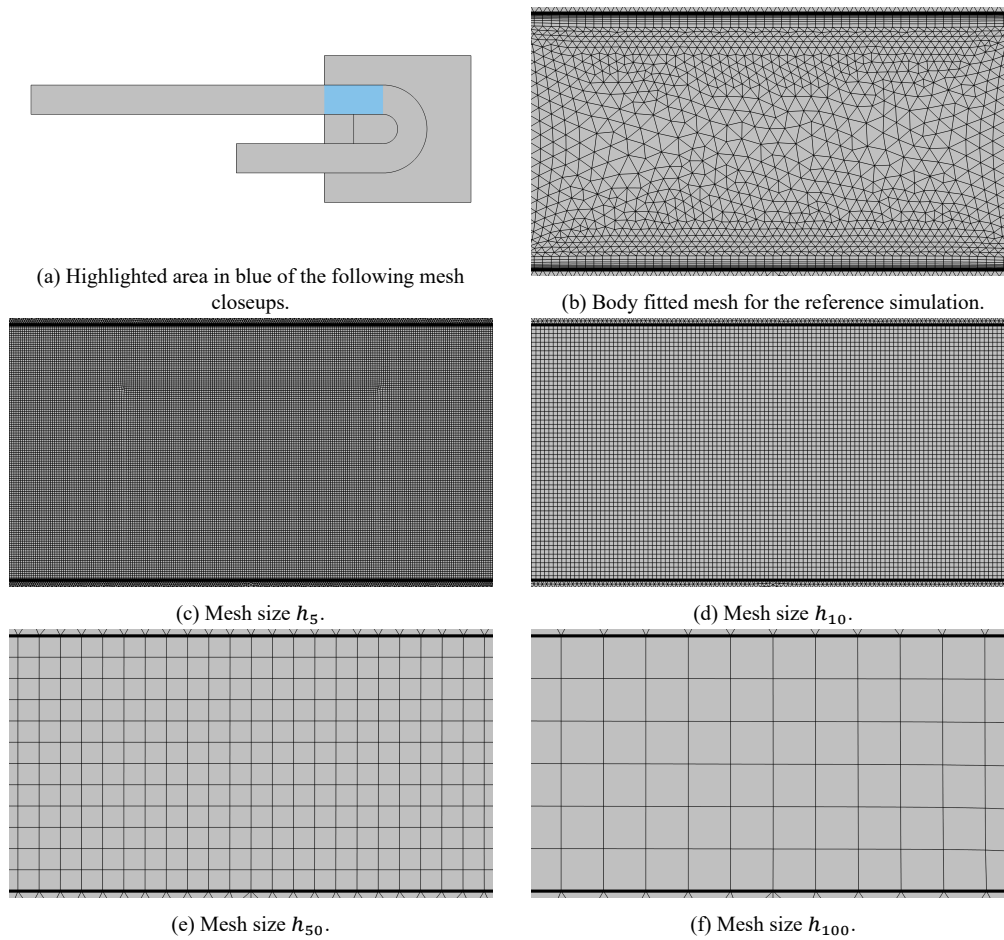 (a) Highlighted area in blue of the following mesh
closeups.
(b) Body fitted mesh for the reference simulation.
(c) Mesh size h₅.
(d) Mesh size h₁₀.
(e) Mesh size h₅₀.
(f) Mesh size h₁₀₀.